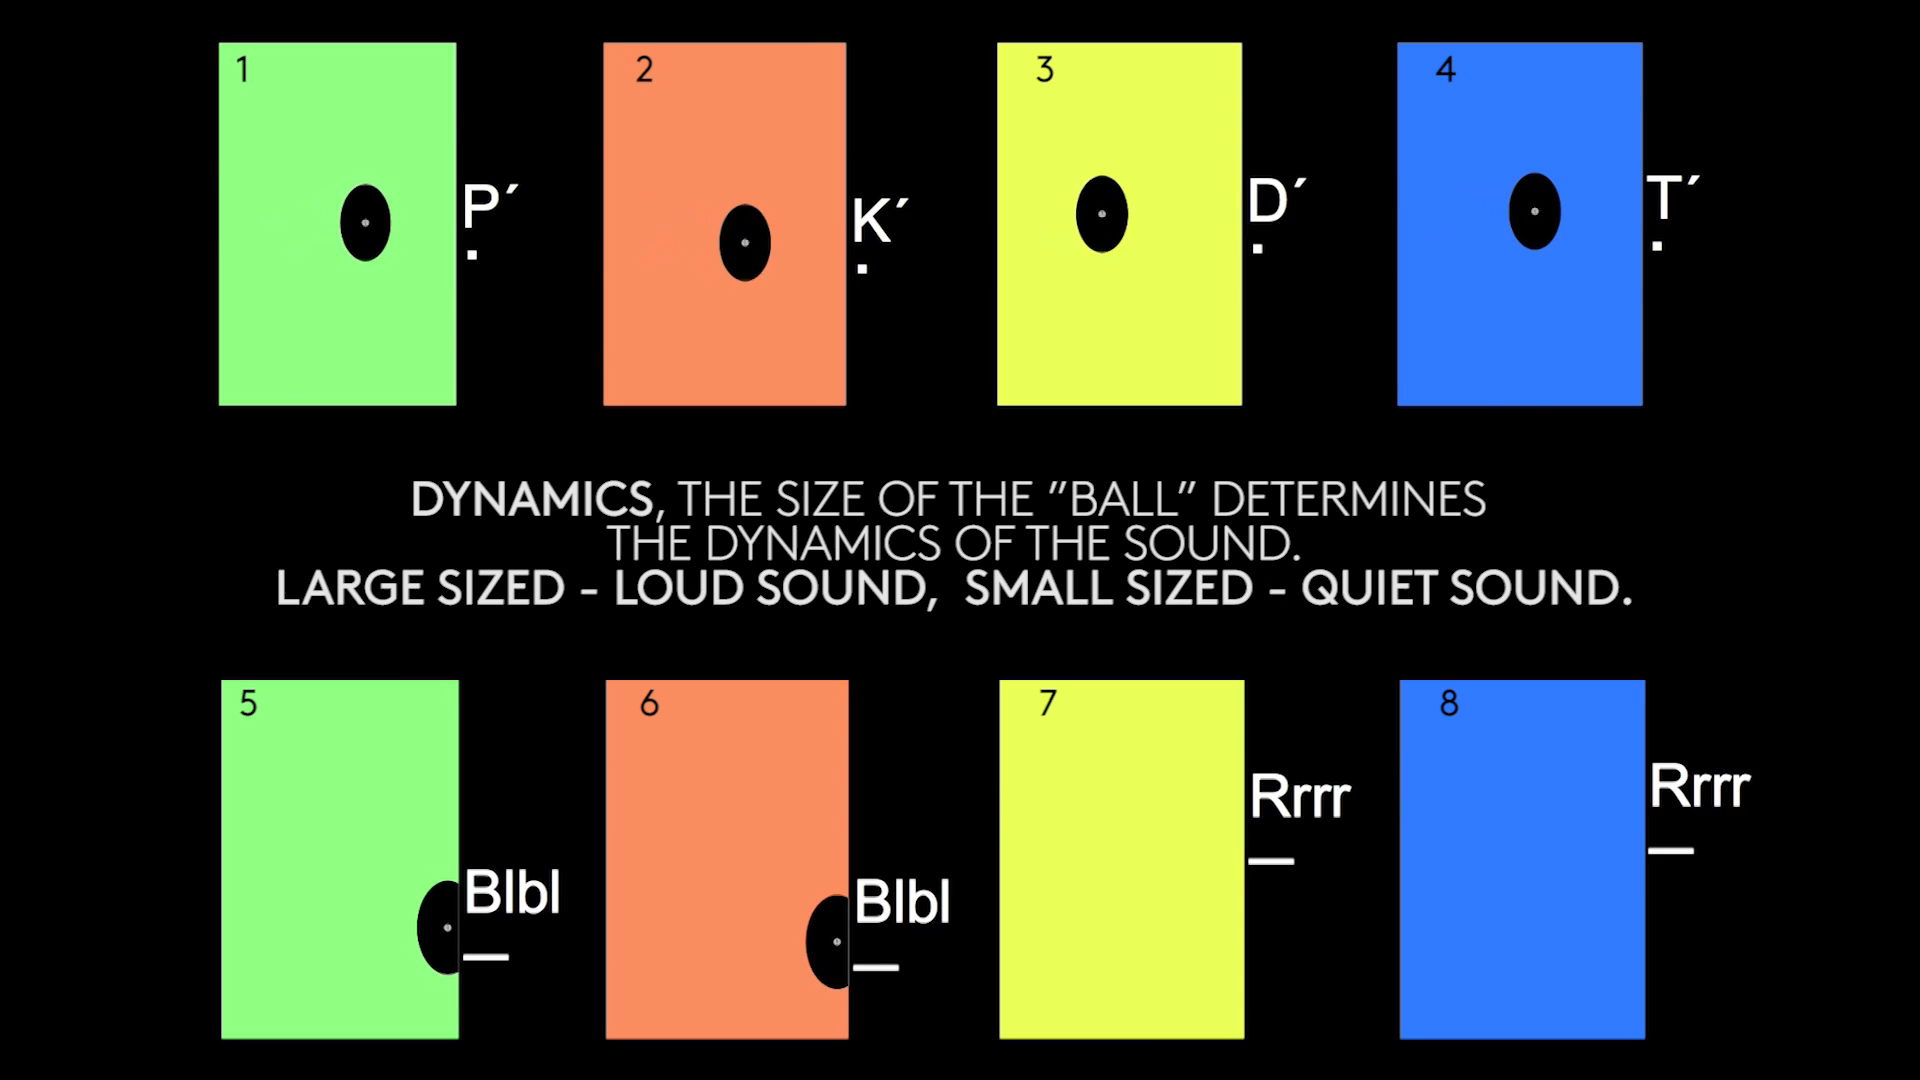 1
2
3
4
P´
.
K´
.
D´
.
T´
.
DYNAMICS, THE SIZE OF THE "BALL" DETERMINES
THE DYNAMICS OF THE SOUND.
LARGE SIZED - LOUD SOUND, SMALL SIZED - QUIET SOUND.
5
6
7
8
Blbl
Blbl
Rrrr
Rrrr